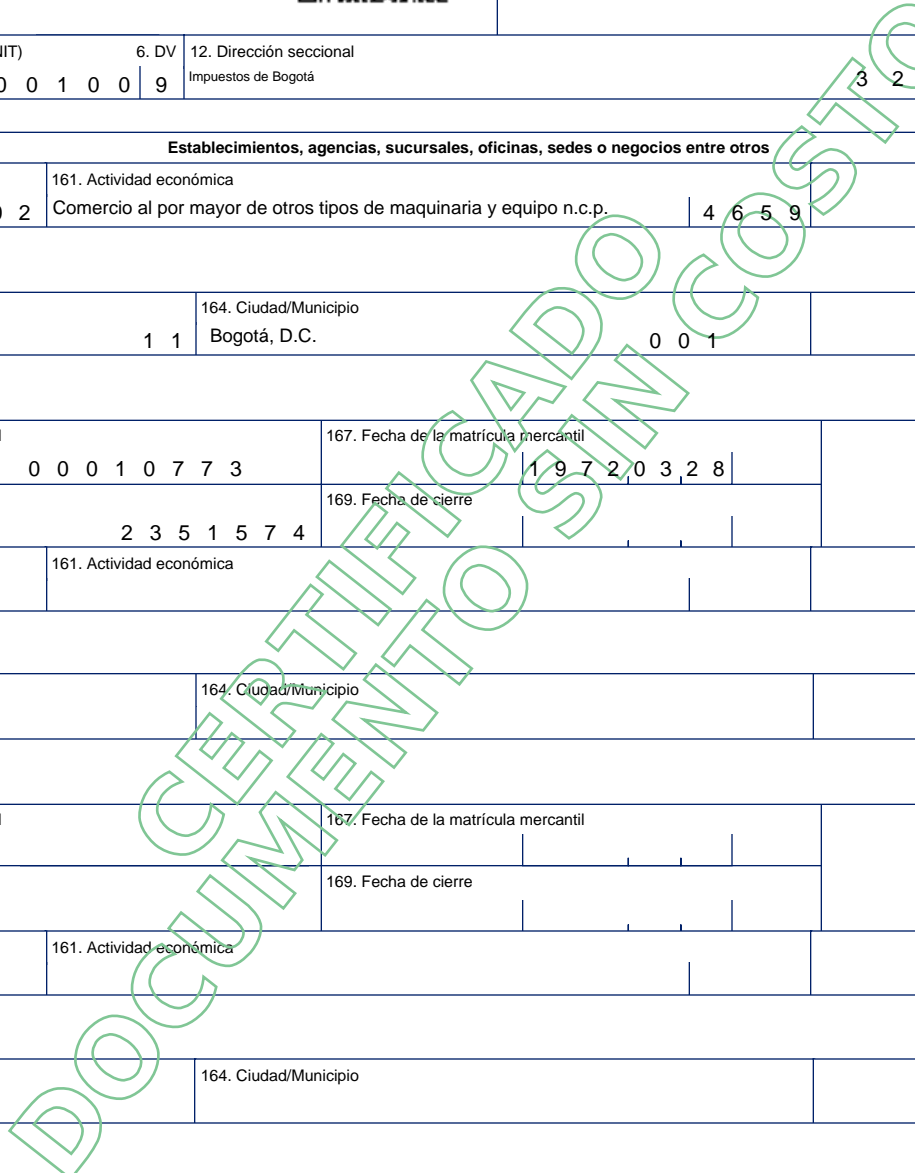 NIT) 6. DV 12. Dirección seccional
0 0 1 0 0 9 Impuestos de Bogotá 3 2
Establecimientos, agencias, sucursales, oficinas, sedes o negocios entre otros
161. Actividad económica
0 2 Comercio al por mayor de otros tipos de maquinaria y equipo n.c.p. 4 6 5 9
164. Ciudad/Municipio
1 1 Bogotá, D.C. 0 0 1
167. Fecha de la matrícula mercantil
0 0 0 1 0 7 7 3 1 9 7 2 0 3 2 8
169. Fecha de cierre
2 3 5 1 5 7 4
161. Actividad económica
164. Ciudad/Municipio
167. Fecha de la matrícula mercantil
169. Fecha de cierre
161. Actividad económica
164. Ciudad/Municipio
CERTIFICADO
DOCUMENTO SIN COSTO